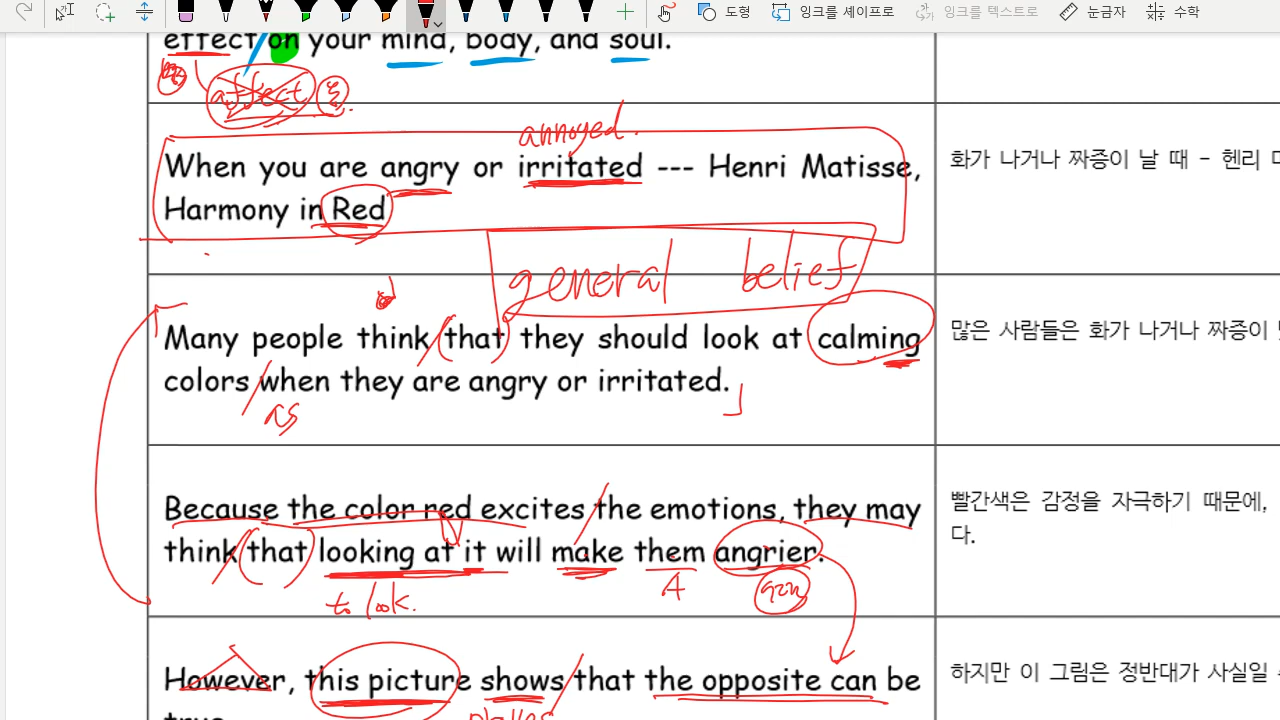 도형
잉크를 셰이프로
잉크를 텍스트로
눈금자
수학
effect on your mind, body, and soul.
affect
annoyed.
When you are angry or irritated --- Henri Matisse,
Harmony in Red
화가 나거나 짜증이 날 때 - 헨리
general belief
Many people think that they should look at calming
colors when they are angry or irritated.
as
많은 사람들은 화가 나거나 짜증이
Because the color red excites the emotions, they may
think that looking at it will make them angrier.
to look.
빨간색은 감정을 자극하기 때문에,
다.
However, this picture shows that the opposite can be
하지만 이 그림은 정반대가 사실일